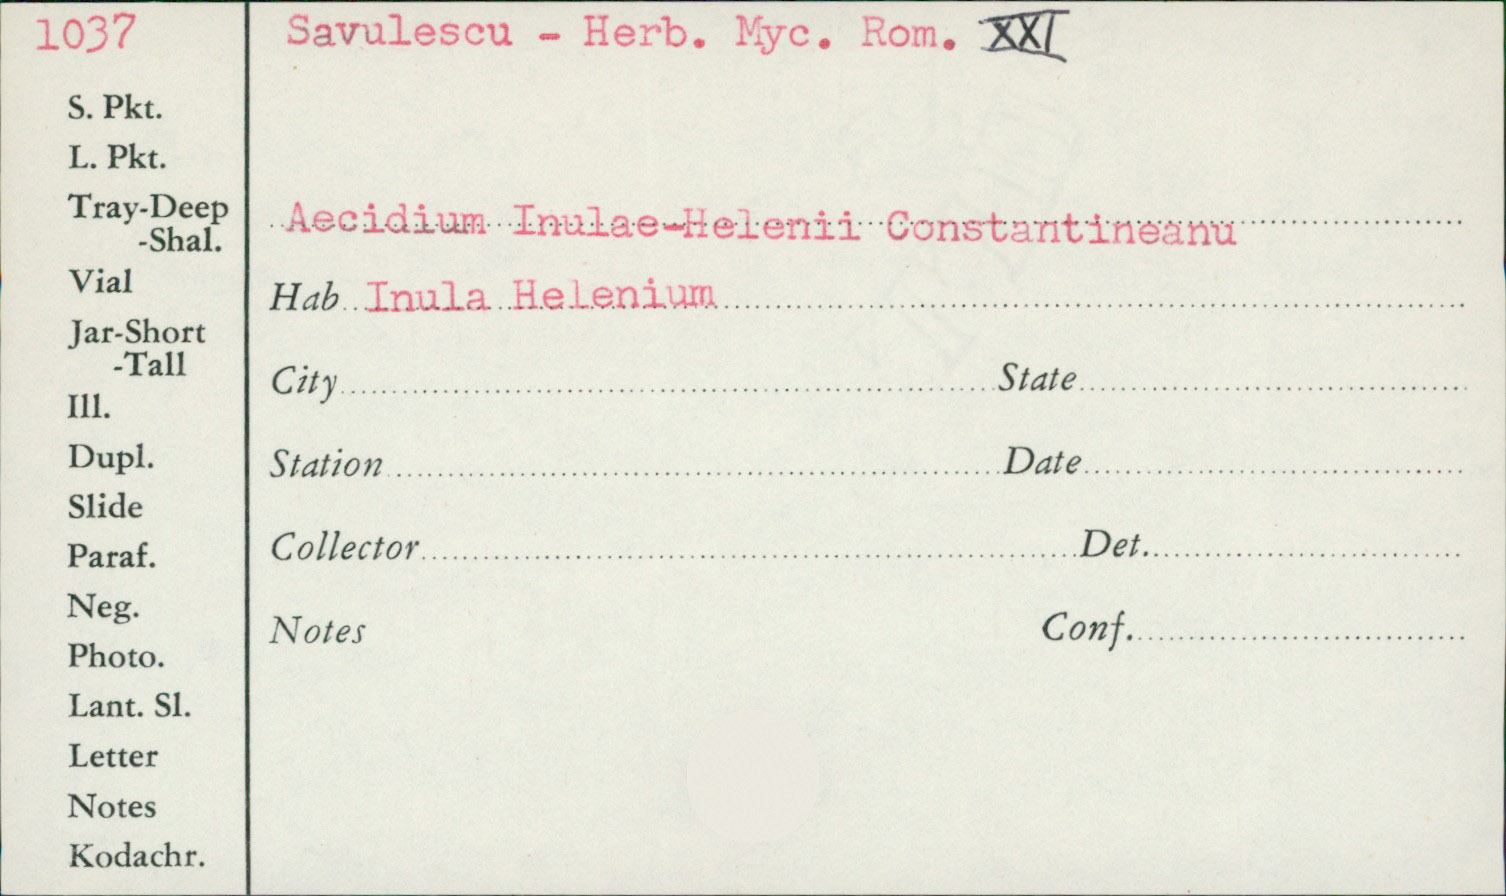 1037
Savulescu - Herb. Myc. Rom. XXI
S. Pkt.
L. Pkt.
Tray-Deep
-Shal.
Vial
Jar-Short
-Tall
Ill.
Dupl.
Slide
Paraf.
Neg.
Photo.
Lant. Sl.
Letter
Notes
Kodachr.
Aecidium Inulae-Helenii Constantineanu
Hab Inula Helenium
City State
Station Date
Collector Det.
Notes Conf.